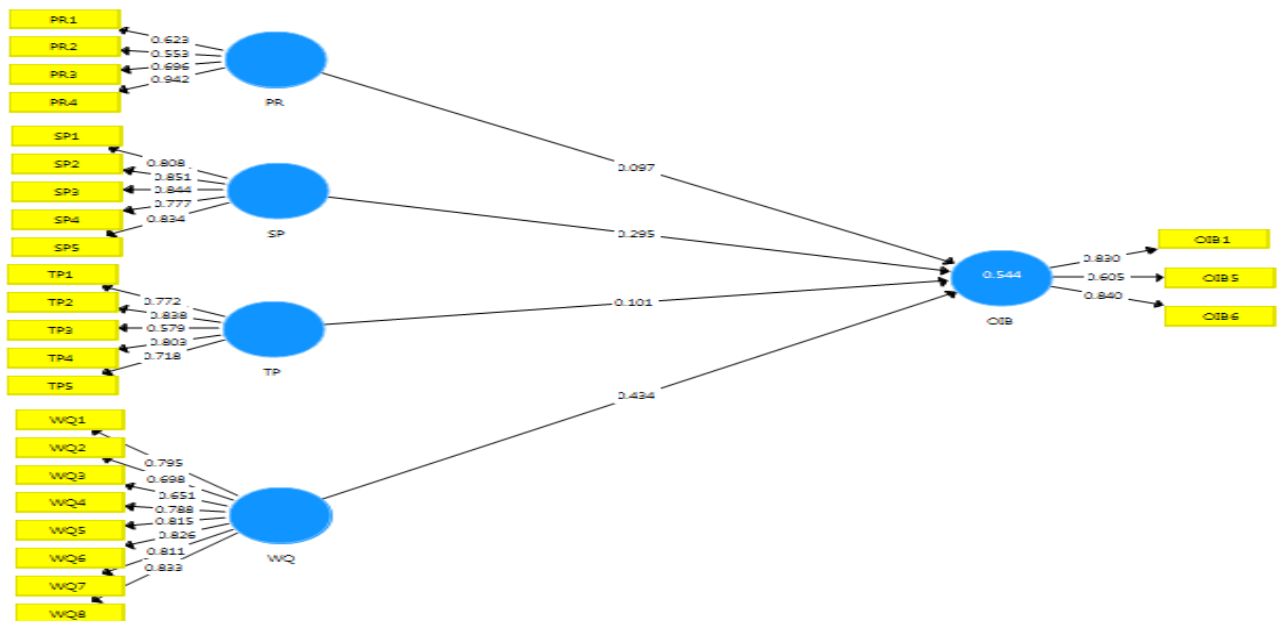 PR1
PR2
PR3
PR4
0.623
0.553
0.696
0.942
PR
SP1
SP2
SP3
SP4
SP5
0.808
0.851
0.844
0.777
0.834
SP
TP1
TP2
TP3
TP4
TP5
0.772
0.838
0.579
0.803
0.718
TP
WQ1
WQ2
WQ3
WQ4
WQ5
WQ6
WQ7
WQ8
0.795
0.698
0.651
0.788
0.815
0.826
0.811
0.833
WQ
0.097
0.295
0.101
0.434
0.544
OIB
0.830
0.605
0.840
OIB1
OIB5
OIB6